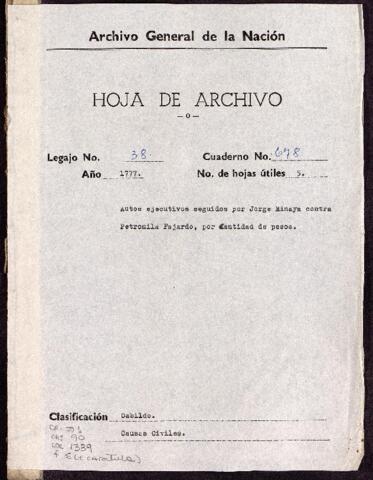 Archivo General de la Nación
HOJA DE ARCHIVO
—o—
Legajo No. 38. Cuaderno No. 678
Año 1777. No. de hojas útiles 5.
Autos ejecutivos seguidos por Jorge Minaya contra
Petronila Fajardo, por Cantidad de pesos.
Clasificación Cabildo.
Causas Civiles.
90
1339